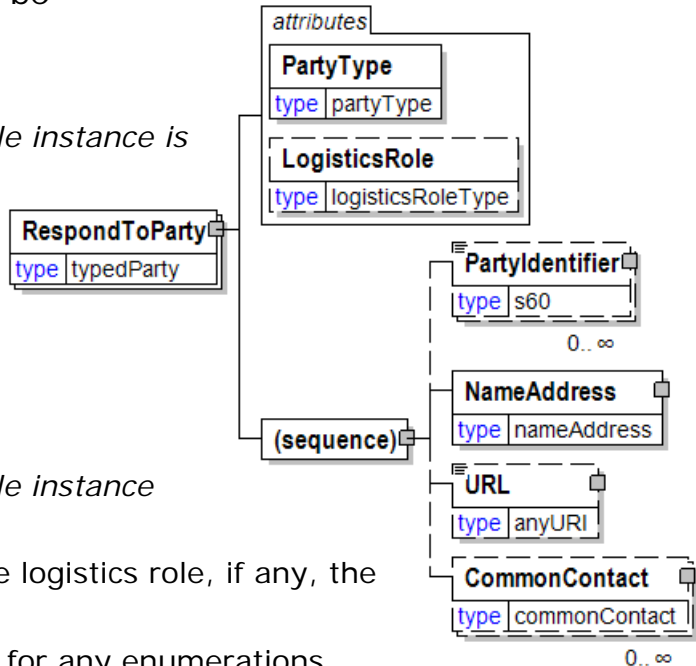 be
attributes
PartyType
type partyType
le instance is
LogisticsRole
type logisticsRoleType
RespondToParty
type typedParty
PartyIdentifier
type s60
0.. ∞
NameAddress
type nameAddress
(sequence)
URL
type anyURI
le instance
CommonContact
type commonContact
e logistics role, if any, the
0.. ∞
for any enumerations